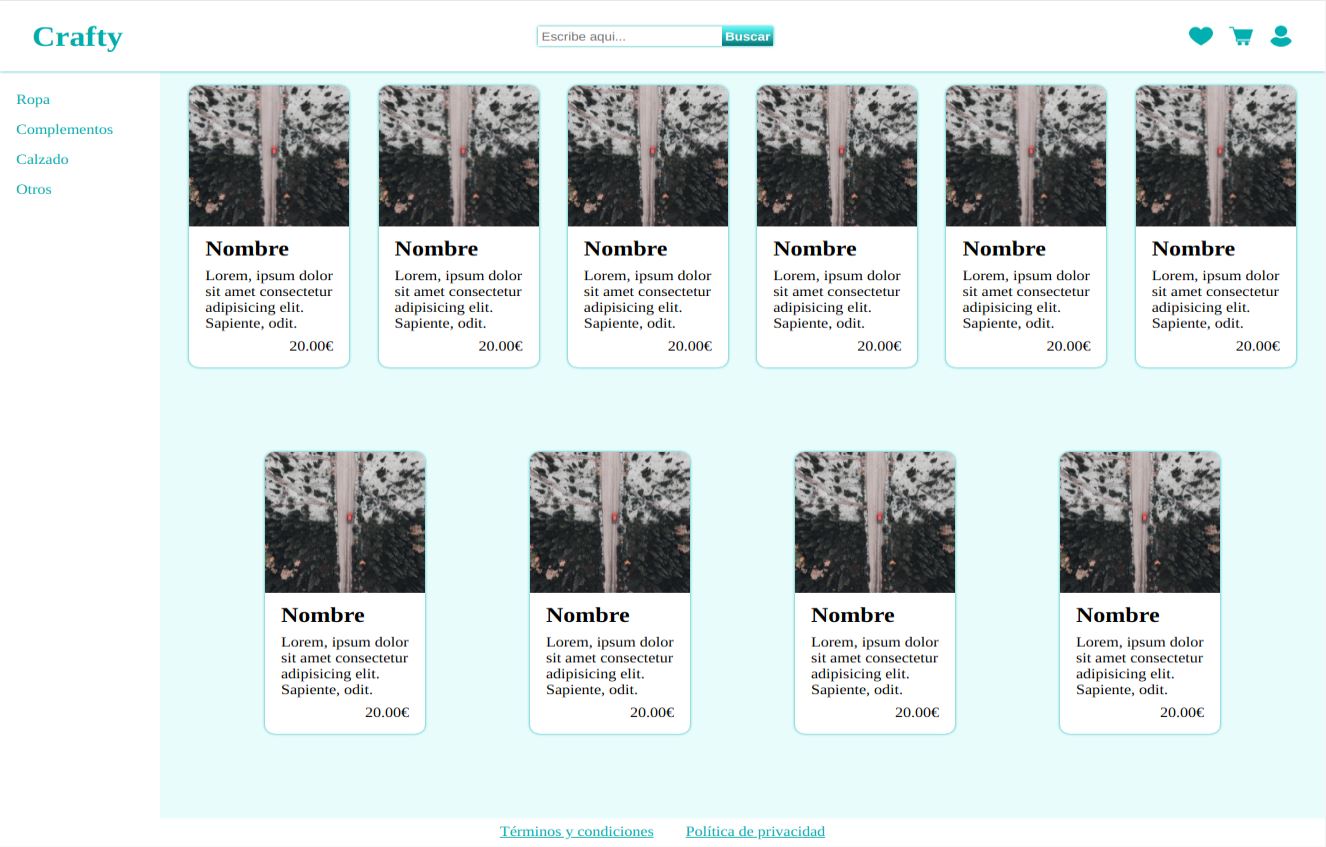 Crafty
Escribe aqui...
Buscar
Ropa
Complementos
Calzado
Otros
Nombre
Lorem, ipsum dolor
sit amet consectetur
adipisicing elit.
Sapiente, odit.
20.00€
Nombre
Lorem, ipsum dolor
sit amet consectetur
adipisicing elit.
Sapiente, odit.
20.00€
Nombre
Lorem, ipsum dolor
sit amet consectetur
adipisicing elit.
Sapiente, odit.
20.00€
Nombre
Lorem, ipsum dolor
sit amet consectetur
adipisicing elit.
Sapiente, odit.
20.00€
Nombre
Lorem, ipsum dolor
sit amet consectetur
adipisicing elit.
Sapiente, odit.
20.00€
Nombre
Lorem, ipsum dolor
sit amet consectetur
adipisicing elit.
Sapiente, odit.
20.00€
Nombre
Lorem, ipsum dolor
sit amet consectetur
adipisicing elit.
Sapiente, odit.
20.00€
Nombre
Lorem, ipsum dolor
sit amet consectetur
adipisicing elit.
Sapiente, odit.
20.00€
Nombre
Lorem, ipsum dolor
sit amet consectetur
adipisicing elit.
Sapiente, odit.
20.00€
Nombre
Lorem, ipsum dolor
sit amet consectetur
adipisicing elit.
Sapiente, odit.
20.00€
Términos y condiciones
Política de privacidad